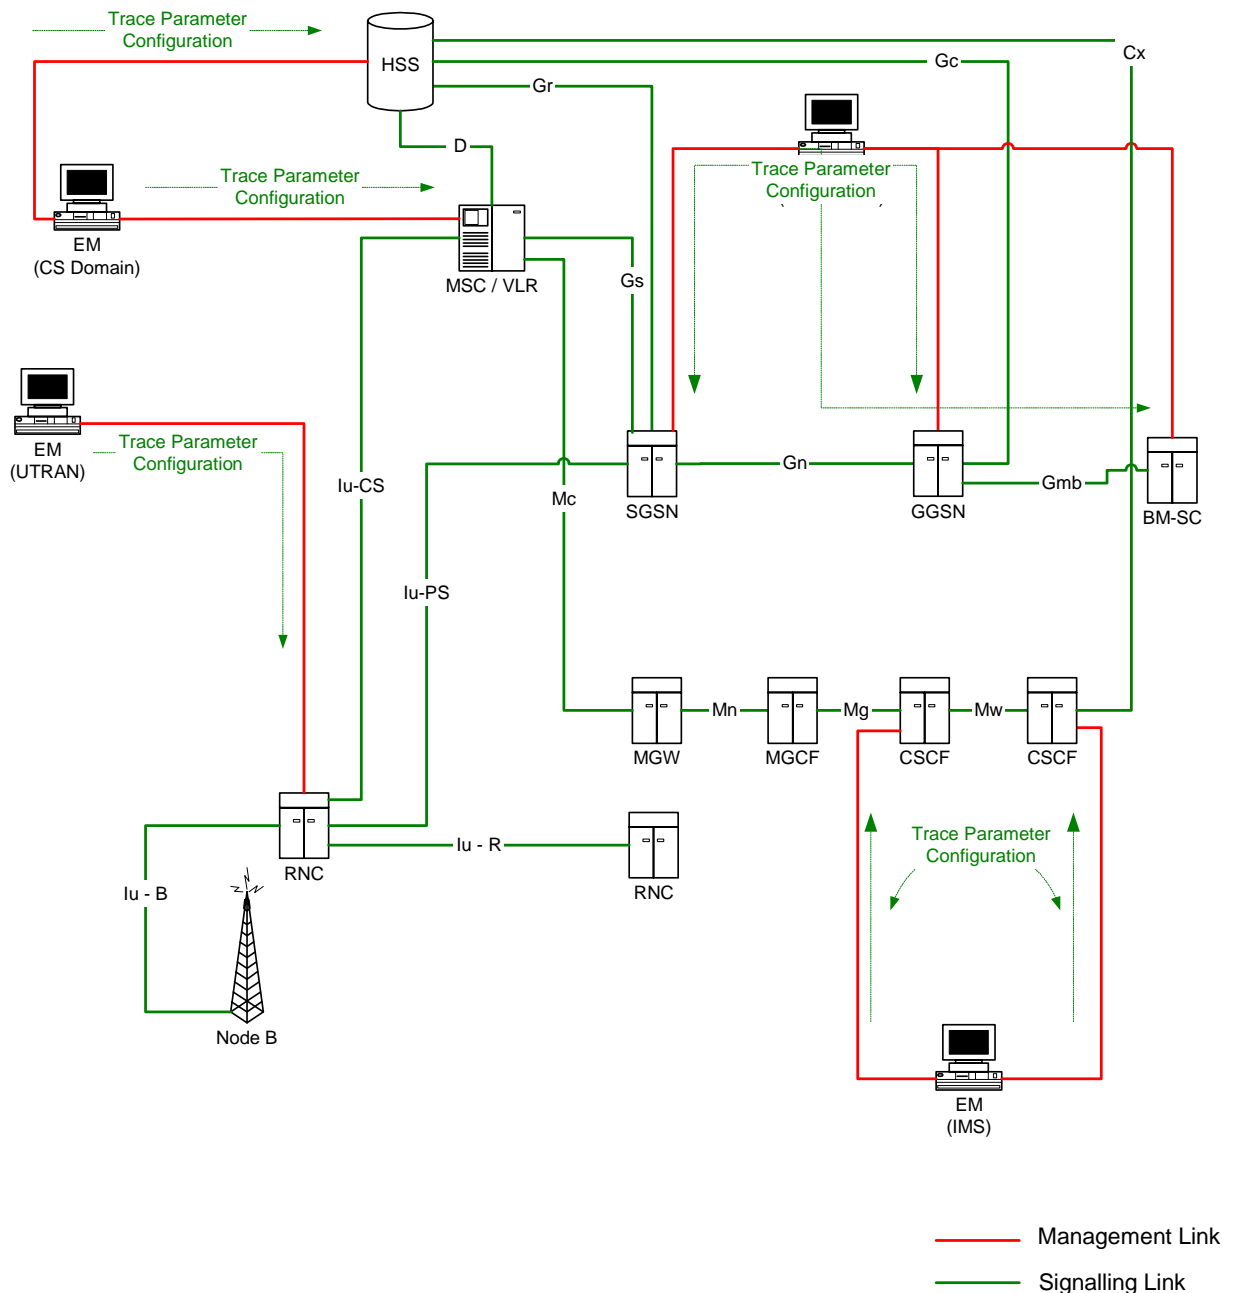 Trace Parameter
Configuration
HSS
Cx
Gc
Gr
D
Trace Parameter
Configuration
Trace Parameter
Configuration
EM
(CS Domain)
MSC / VLR
Gs
EM
(UTRAN)
Trace Parameter
Configuration
Iu-CS
Mc
SGSN
Gn
GGSN
Gmb
BM-SC
Iu-PS
Mn
Mg
Mw
MGW
MGCF
CSCF
CSCF
RNC
Iu - R
RNC
Trace Parameter
Configuration
Iu - B
Node B
EM
(IMS)
Management Link
Signalling Link